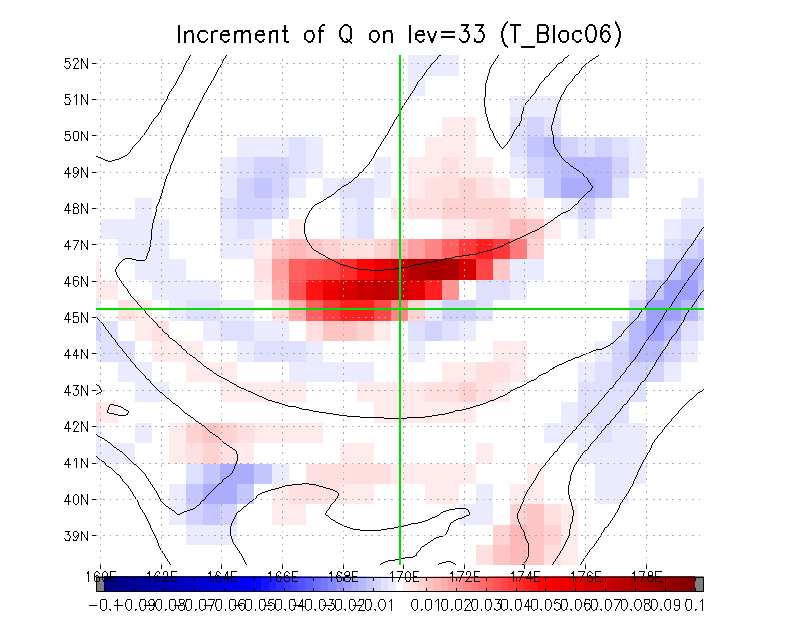 Increment of Q on lev=33 (T_Bloc06)
52N
51N
50N
49N
48N
47N
46N
45N
44N
43N
42N
41N
40N
39N
160E 162E 164E 166E 168E 170E 172E 174E 176E 178E
-0.1 -0.09 -0.08 -0.07 -0.06 -0.05 -0.04 -0.03 -0.02 -0.01 0.01 0.02 0.03 0.04 0.05 0.06 0.07 0.08 0.09 0.1